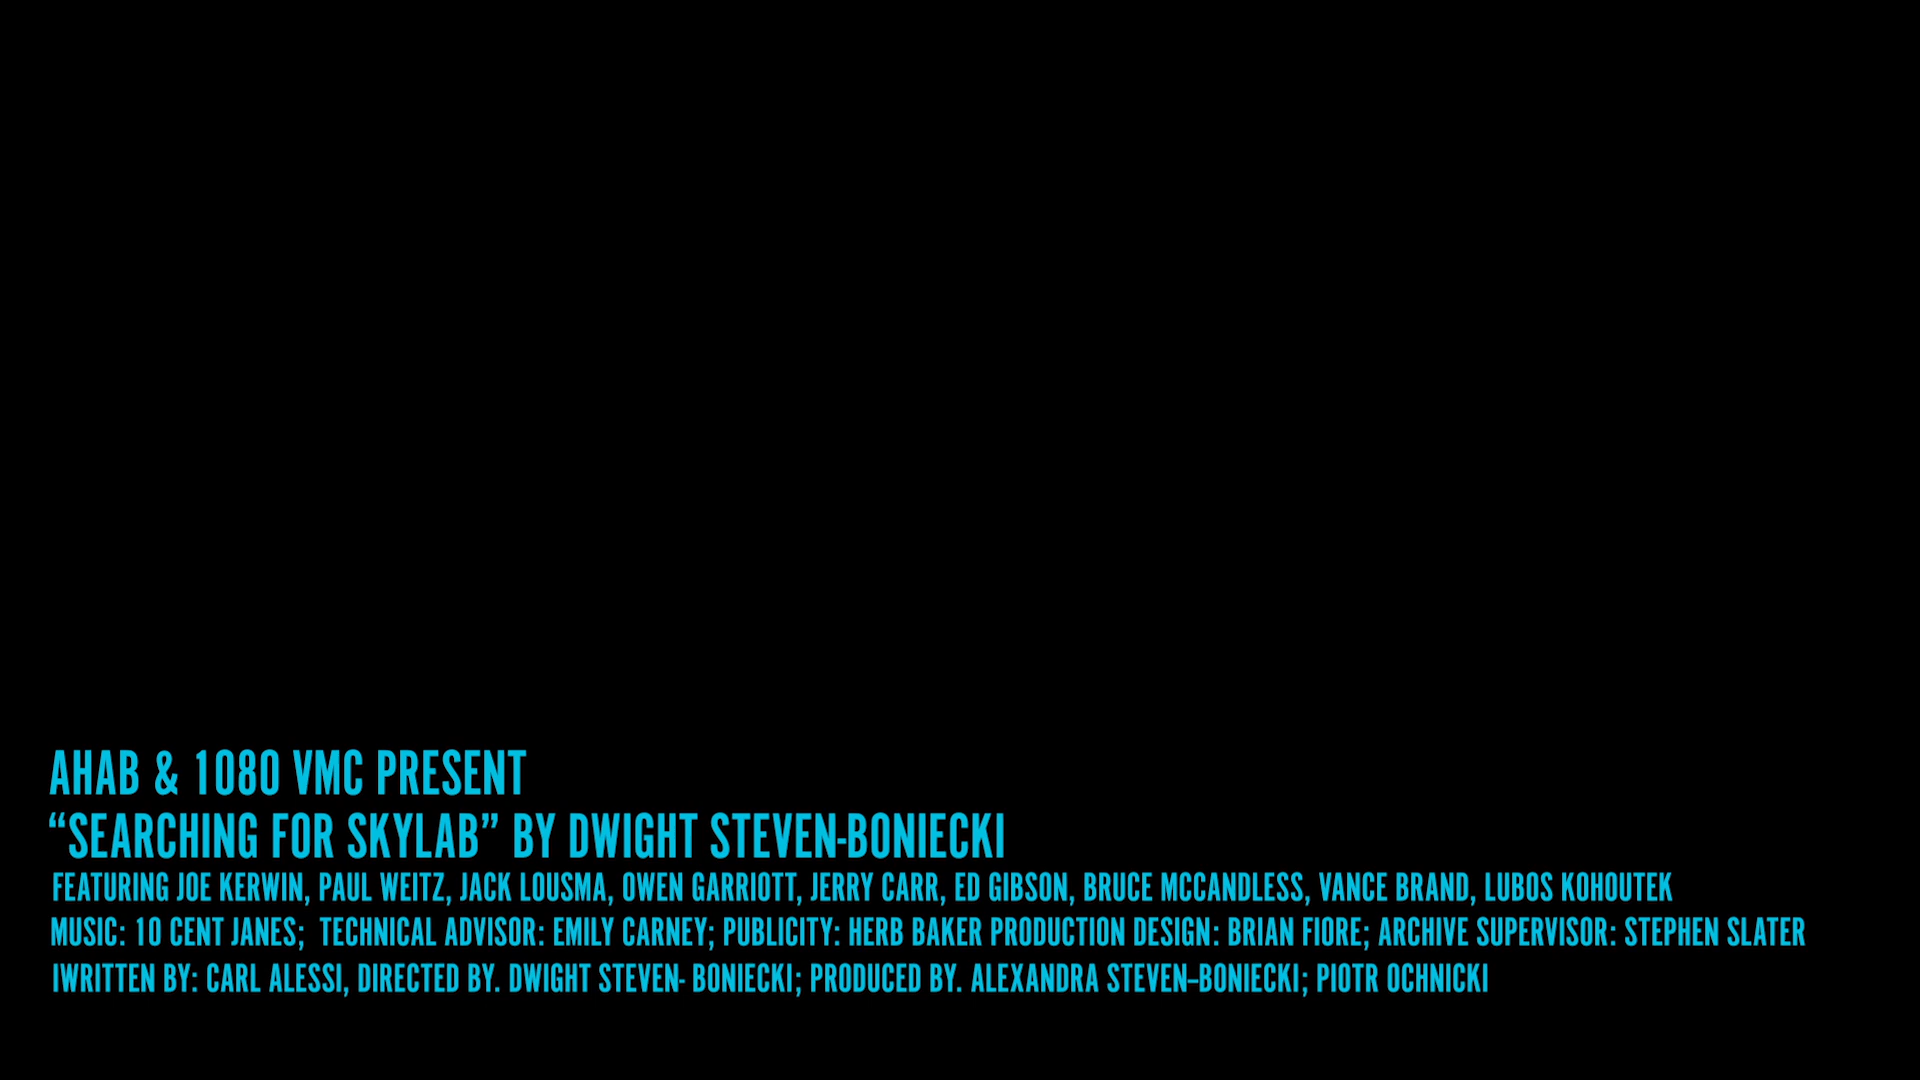 AHAB & 1080 VMC PRESENT
“SEARCHING FOR SKYLAB” BY DWIGHT STEVEN-BONIECKI
FEATURING JOE KERWIN, PAUL WEITZ, JACK LOUSMA, OWEN GARRIOTT, JERRY CARR, ED GIBSON, BRUCE MCCANDLESS, VANCE BRAND, LUBOS KOHOUTEK
MUSIC: 10 CENT JANES;  TECHNICAL ADVISOR: EMILY CARNEY; PUBLICITY: HERB BAKER PRODUCTION DESIGN: BRIAN FIORE; ARCHIVE SUPERVISOR: STEPHEN SLATER
IWRITTEN BY: CARL ALESSI, DIRECTED BY. DWIGHT STEVEN- BONIECKI; PRODUCED BY. ALEXANDRA STEVEN–BONIECKI; PIOTR OCHNICKI